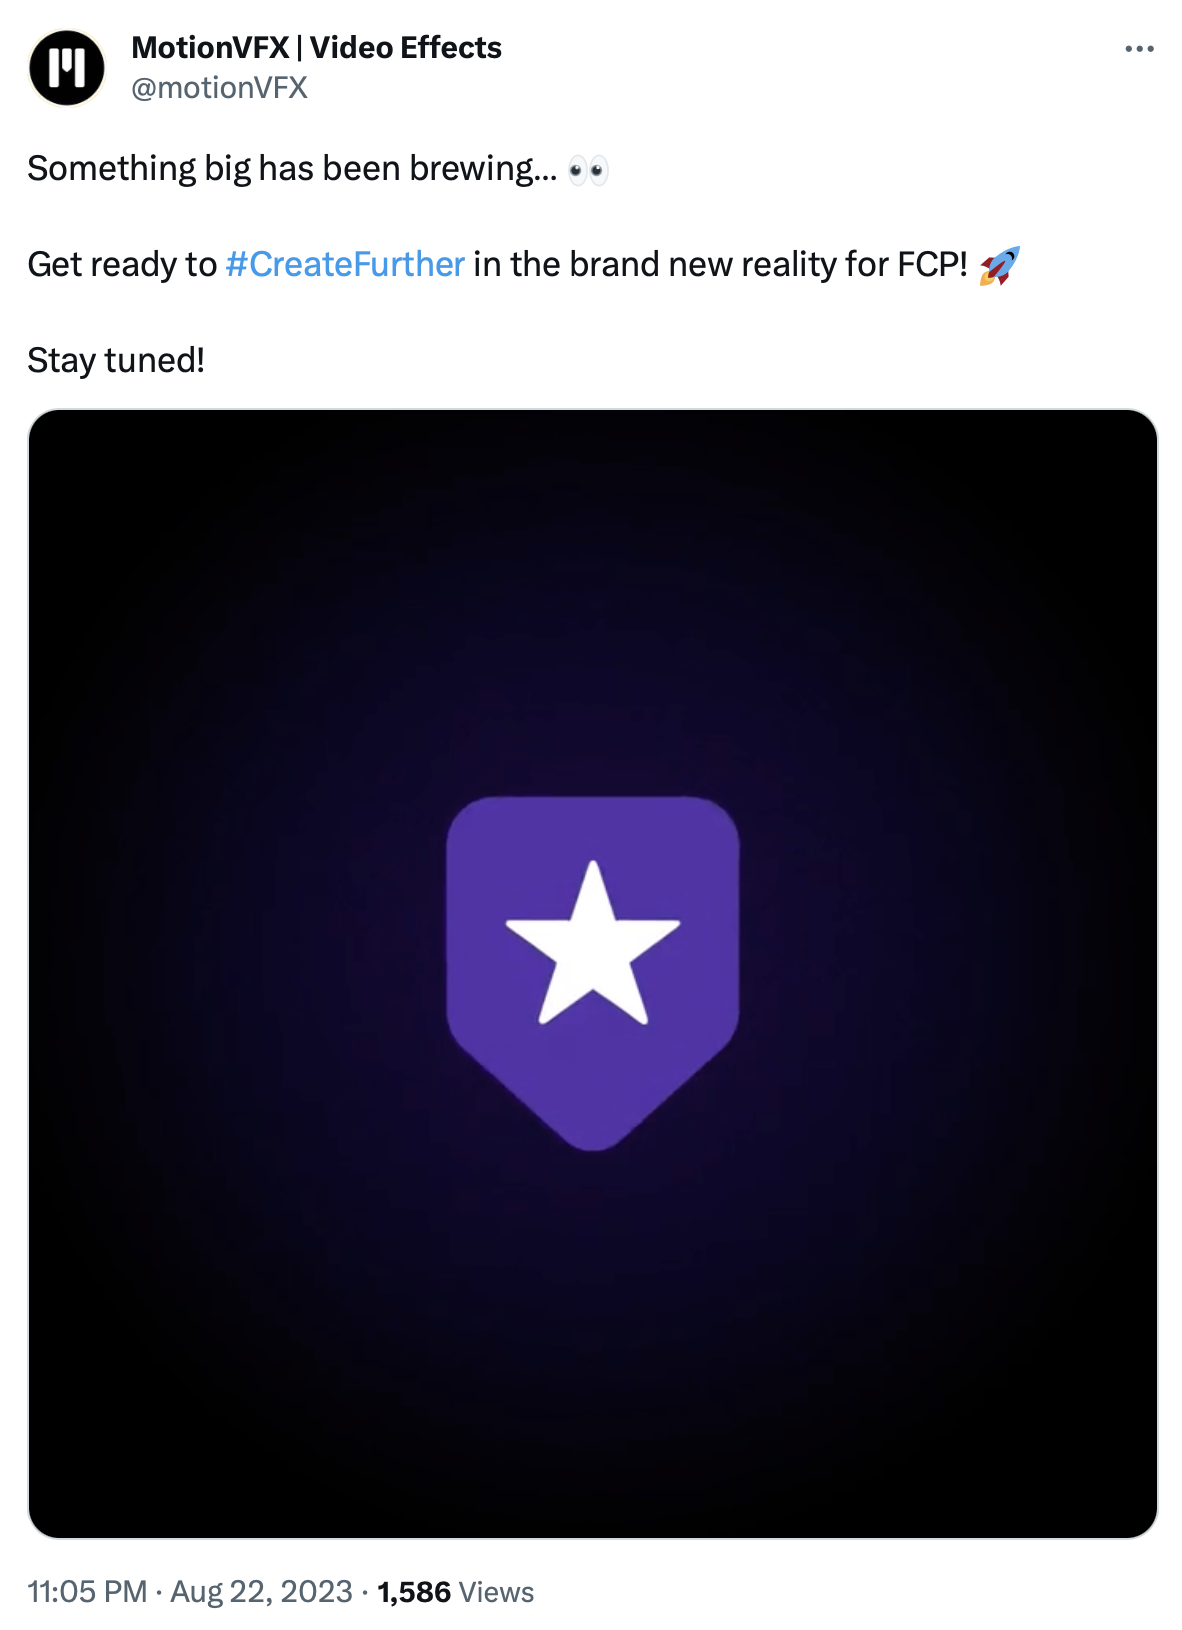 MotionVFX | Video Effects
@motionVFX
Something big has been brewing... 👀
Get ready to #CreateFurther in the brand new reality for FCP! 🚀
Stay tuned!
11:05 PM · Aug 22, 2023 · 1,586 Views